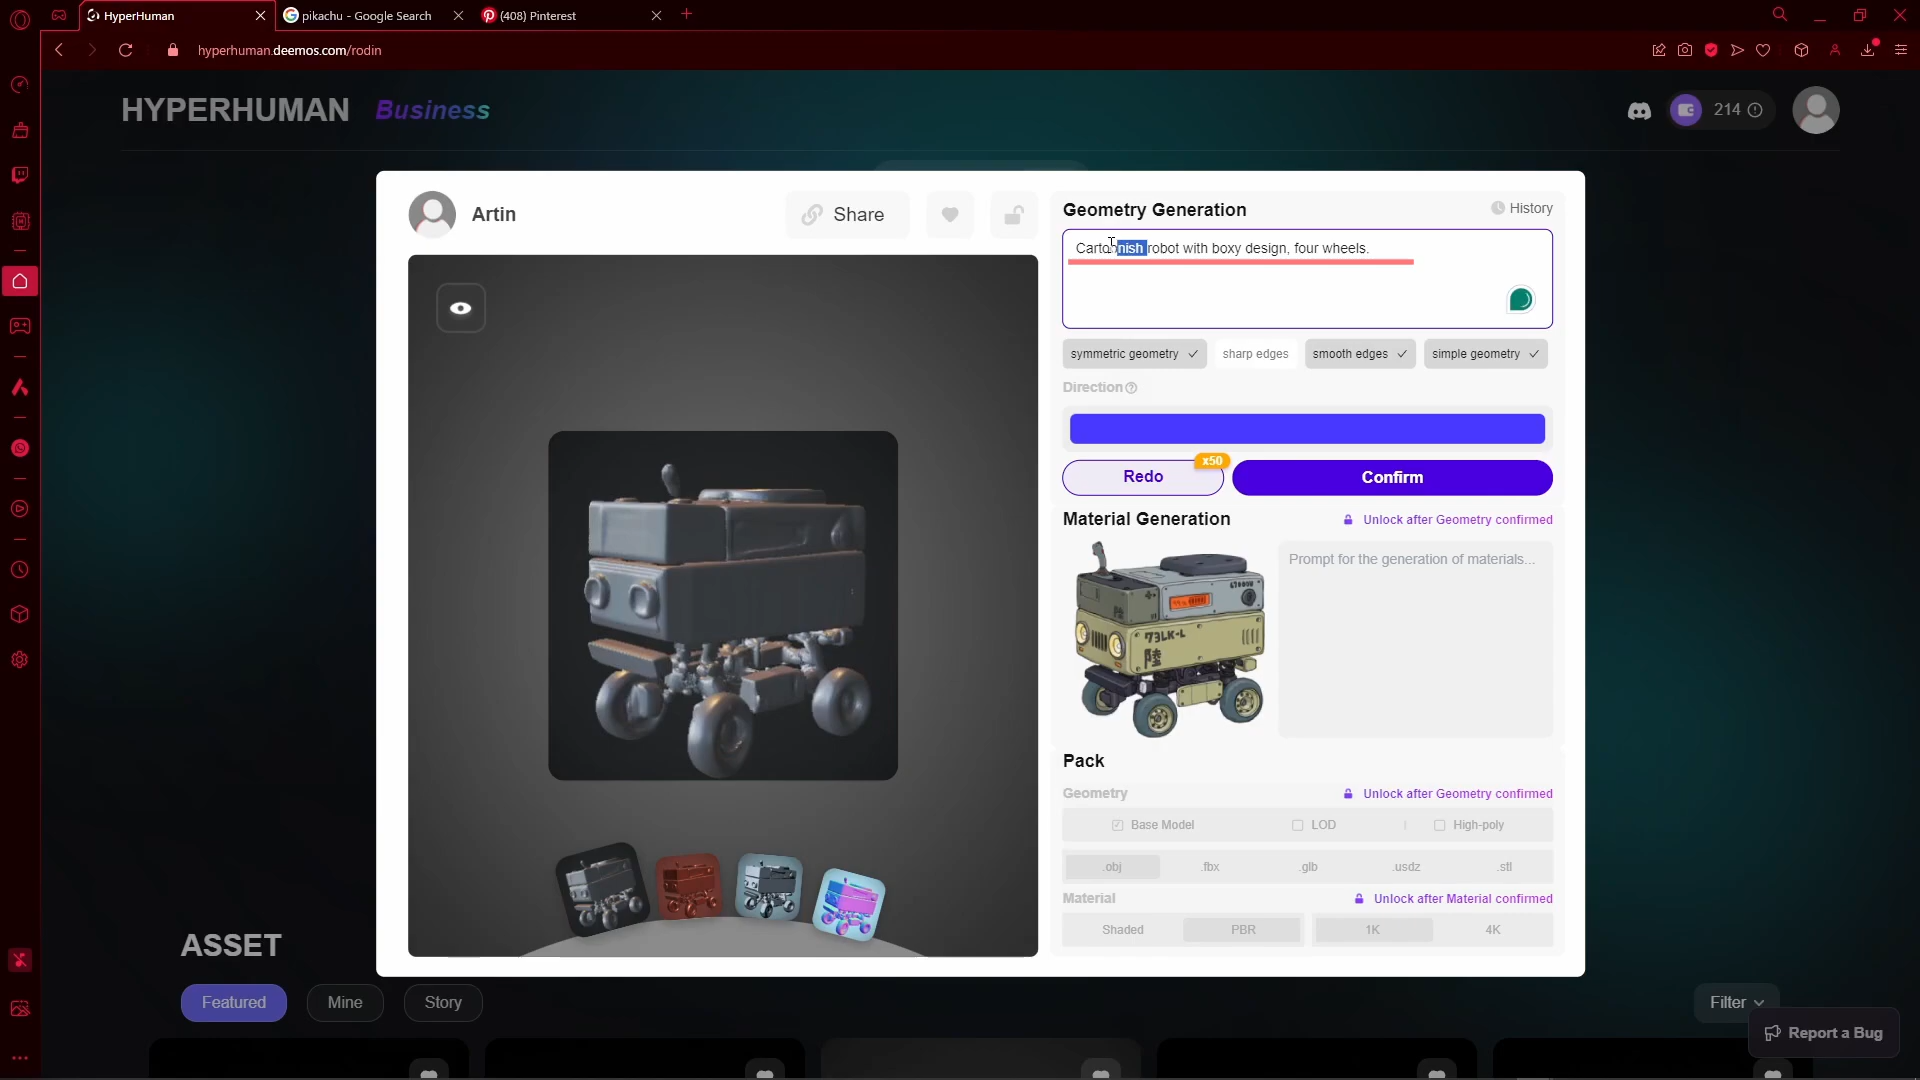 HyperHuman
pikachu - Google Search
(408) Pinterest
hyperhuman.deemos.com/rodin
HYPERHUMAN Business
214
Artin
Share
Geometry Generation
History
Cartoonish robot with boxy design, four wheels.
symmetric geometry
sharp edges
smooth edges
simple geometry
Direction
x50
Redo
Confirm
Material Generation
Unlock after Geometry confirmed
73LK-L
陸
Prompt for the generation of materials...
Pack
Geometry
Unlock after Geometry confirmed
Base Model
LOD
High-poly
.obj
.fbx
.glb
.usdz
.stl
Material
Unlock after Material confirmed
Shaded
PBR
1K
4K
ASSET
Featured
Mine
Story
Filter
Report a Bug